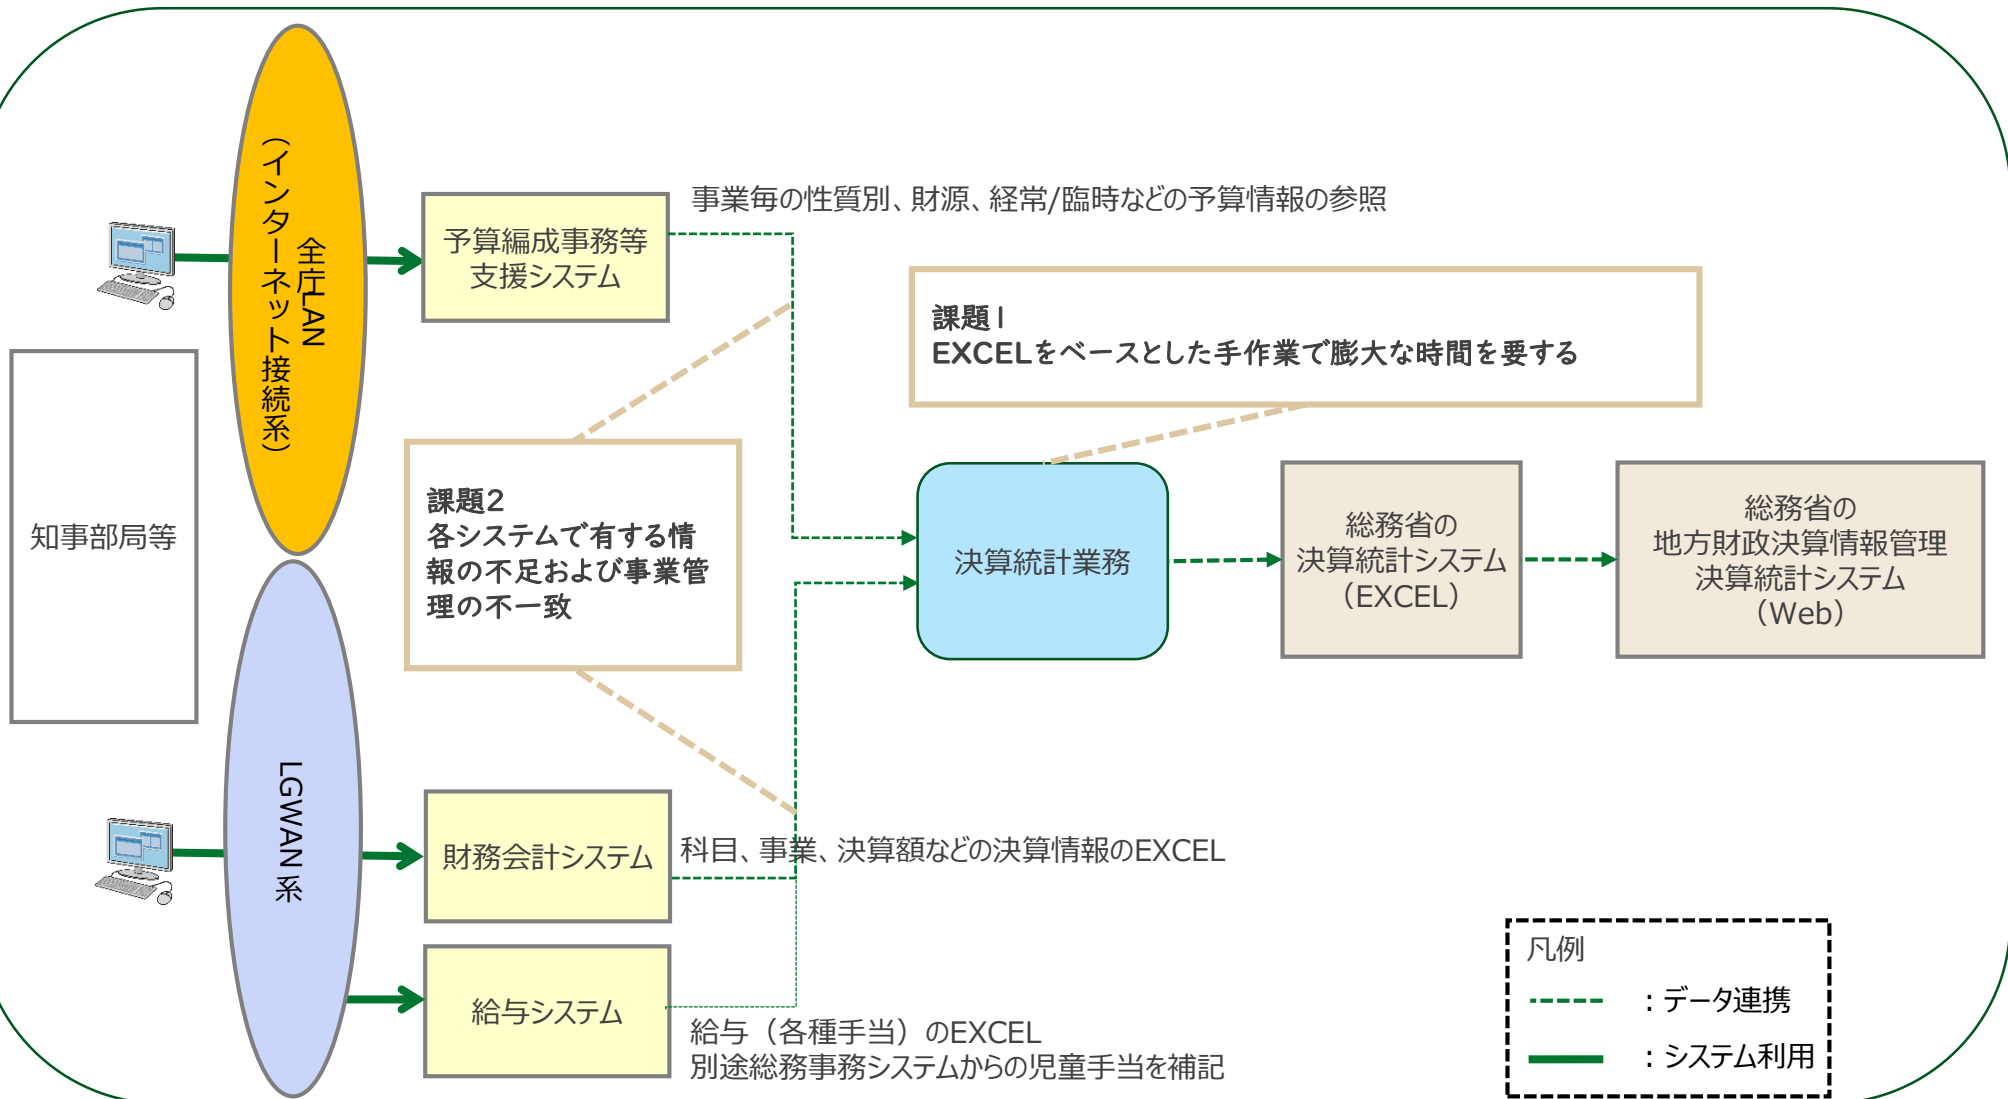 全庁LAN
（インターネット接続系）
事業毎の性質別、財源、経常/臨時などの予算情報の参照
予算編成事務等
支援システム
課題1
EXCELをベースとした手作業で膨大な時間を要する
知事部局等
課題2
各システムで有する情
報の不足および事業管
理の不一致
決算統計業務
総務省の
決算統計システム
（EXCEL）
総務省の
地方財政決算情報管理
決算統計システム
（Web）
LGWAN系
財務会計システム
科目、事業、決算額などの決算情報のEXCEL
給与システム
給与（各種手当）のEXCEL
別途総務事務システムからの児童手当を補記
凡例
：データ連携
：システム利用